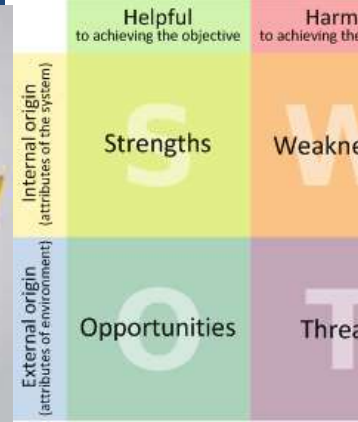 Helpful
to achieving the objective
Harm
to achieving the
Internal origin
(attributes of the system)
S
Strengths
W
Weakne
External origin
(attributes of environment)
O
Opportunities
T
Threa